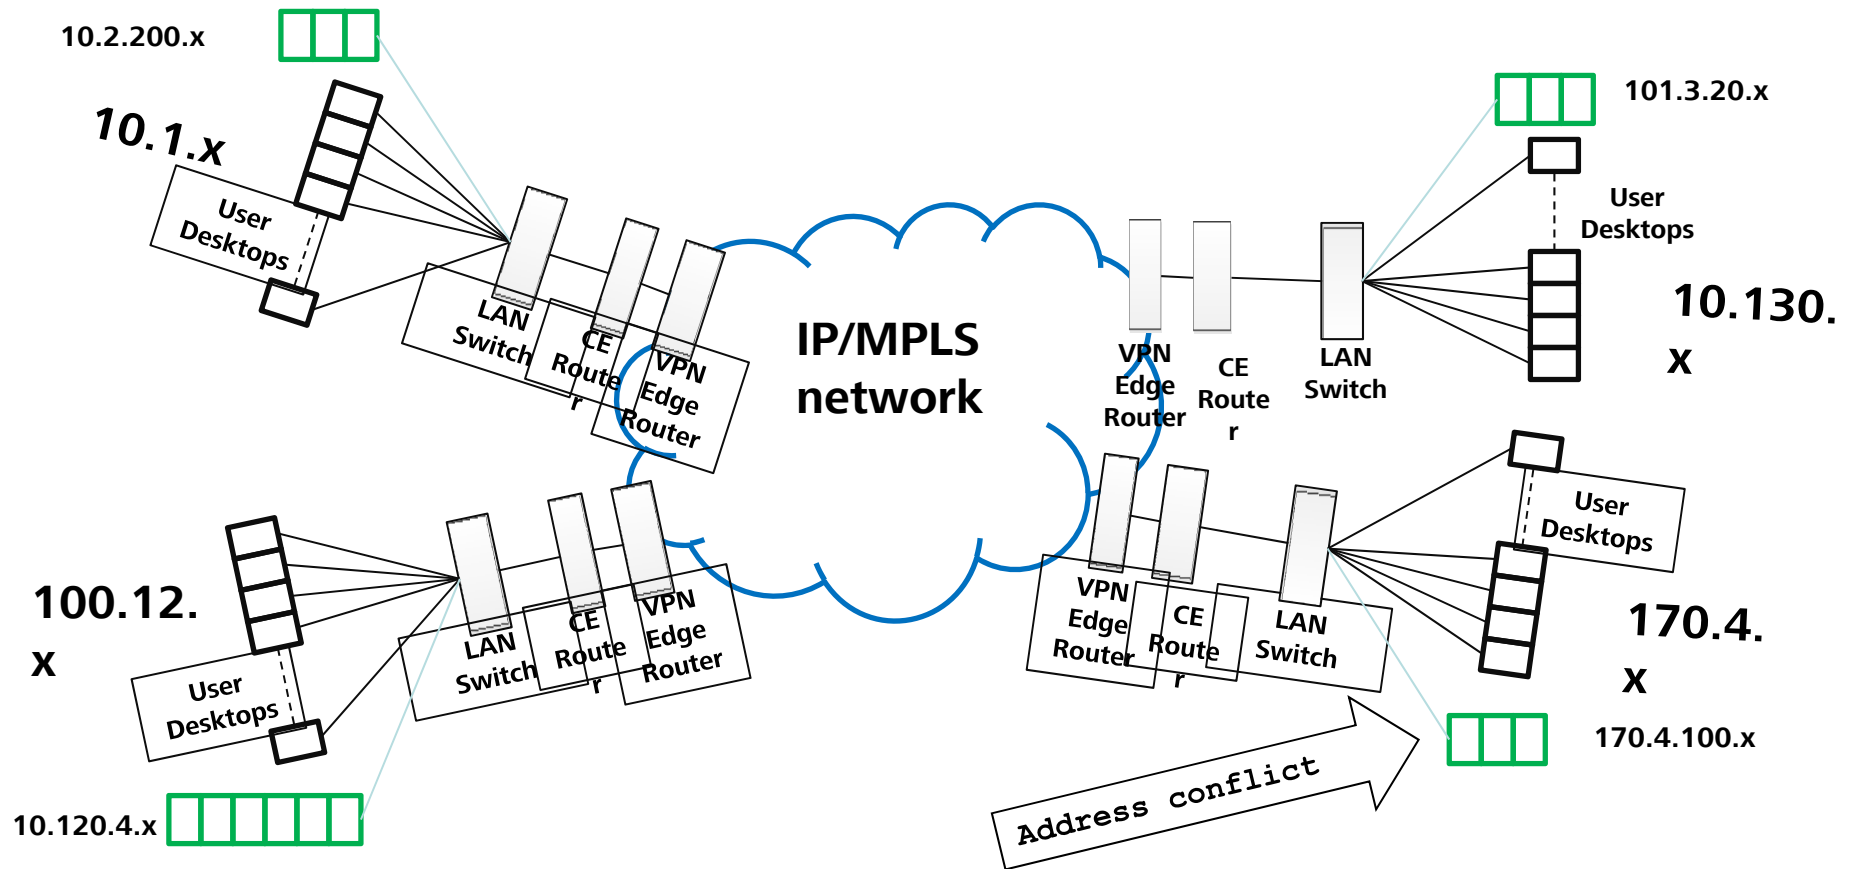 10.2.200.x
10.1.x
User
Desktops
LAN
Switch
CE
Route
r
VPN
Edge
Router
IP/MPLS
network
101.3.20.x
User
Desktops
10.130.
x
VPN
Edge
Router
CE
Route
r
LAN
Switch
100.12.
x
User
Desktops
LAN
Switch
CE
Route
r
VPN
Edge
Router
10.120.4.x
User
Desktops
170.4.
x
VPN
Edge
Router
CE
Route
r
LAN
Switch
170.4.100.x
Address conflict